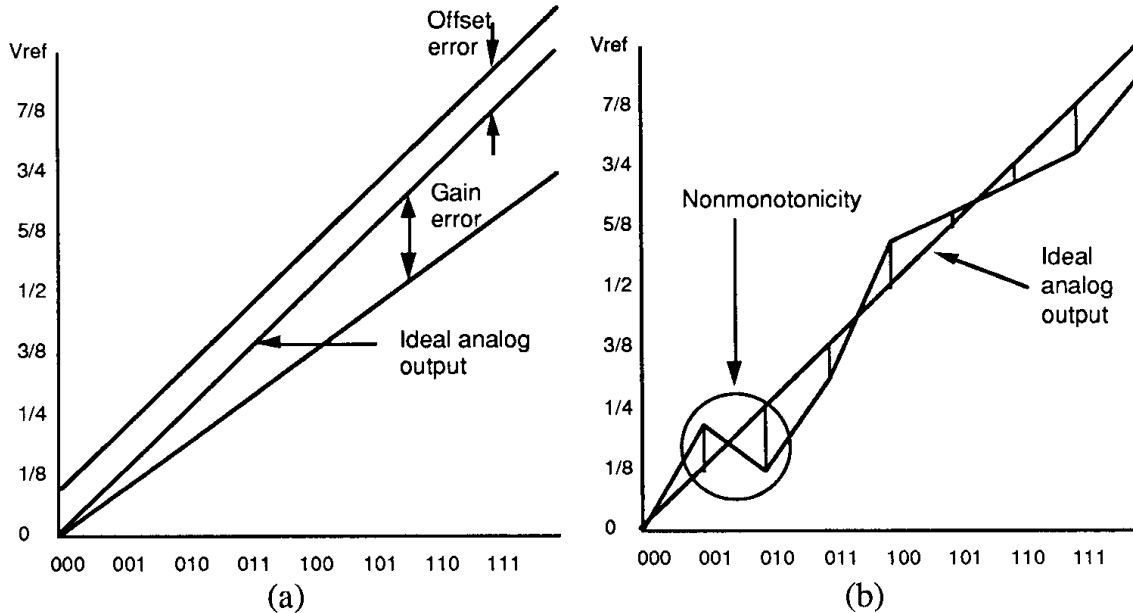 Vref
7/8
3/4
5/8
1/2
3/8
1/4
1/8
0
000 001 010 011 100 101 110 111
Offset
error
Gain
error
Ideal analog
output
(a)
Vref
7/8
3/4
5/8
1/2
3/8
1/4
1/8
0
000 001 010 011 100 101 110 111
Nonmonotonicity
Ideal
analog
output
(b)